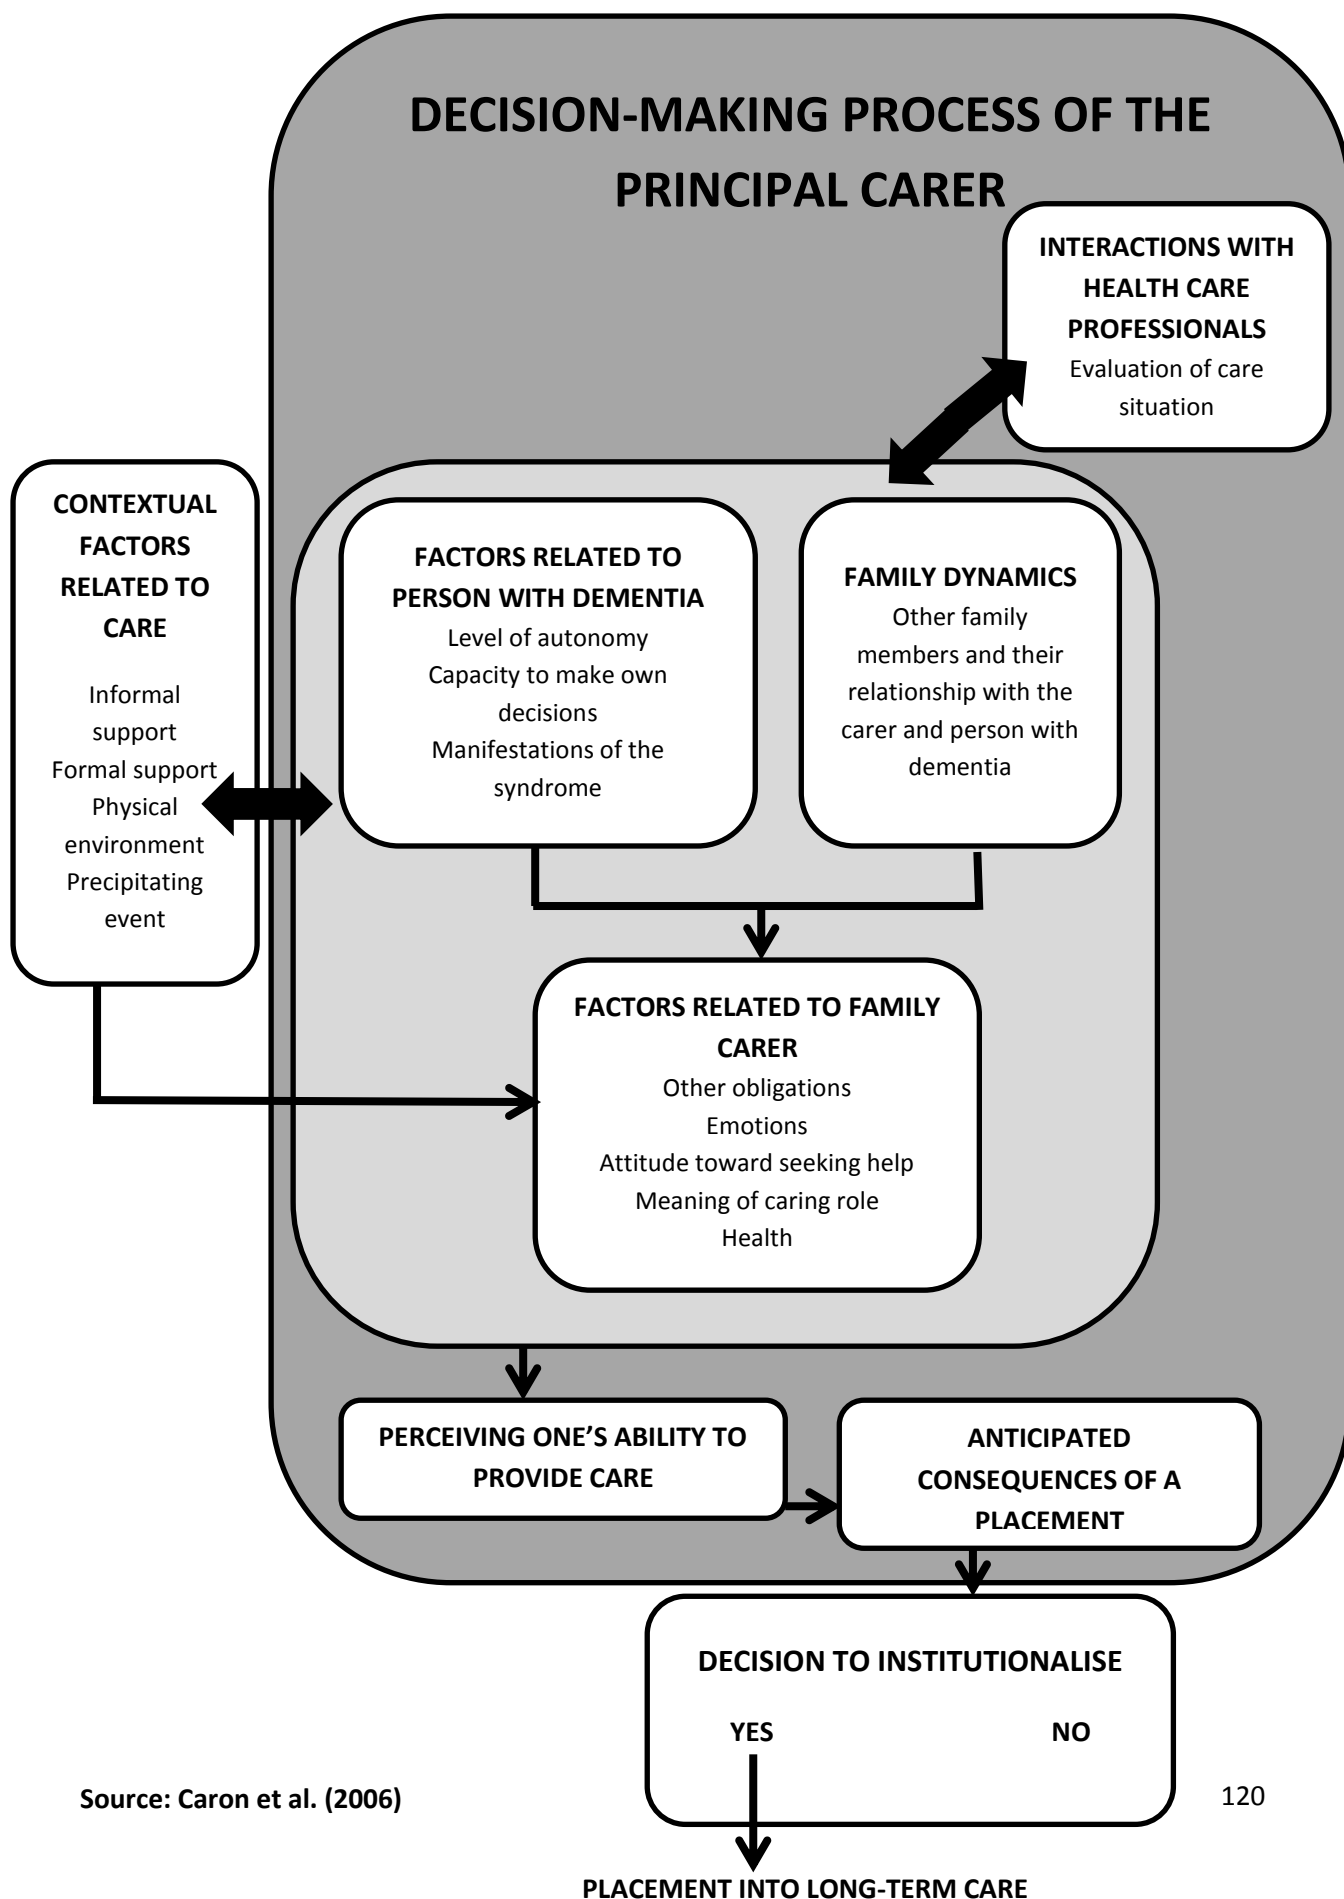 DECISION-MAKING PROCESS OF THE
PRINCIPAL CARER
INTERACTIONS WITH
HEALTH CARE
PROFESSIONALS
Evaluation of care
situation
CONTEXTUAL
FACTORS
RELATED TO
CARE
Informal
support
Formal support
Physical
environment
Precipitating
event
FACTORS RELATED TO
PERSON WITH DEMENTIA
Level of autonomy
Capacity to make own
decisions
Manifestations of the
syndrome
FAMILY DYNAMICS
Other family
members and their
relationship with the
carer and person with
dementia
FACTORS RELATED TO FAMILY
CARER
Other obligations
Emotions
Attitude toward seeking help
Meaning of caring role
Health
PERCEIVING ONE’S ABILITY TO
PROVIDE CARE
ANTICIPATED
CONSEQUENCES OF A
PLACEMENT
DECISION TO INSTITUTIONALISE
YES NO
Source: Caron et al. (2006)
120
PLACEMENT INTO LONG-TERM CARE